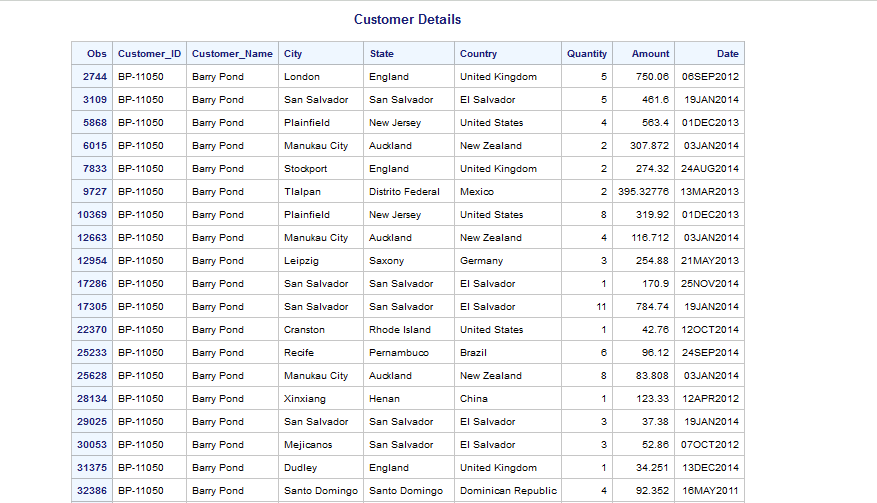 Customer Details
Obs Customer_ID Customer_Name City State Country Quantity Amount Date
2744 BP-11050 Barry Pond London England United Kingdom 5 750.06 06SEP2012
3109 BP-11050 Barry Pond San Salvador San Salvador El Salvador 5 461.6 19JAN2014
5868 BP-11050 Barry Pond Plainfield New Jersey United States 4 563.4 01DEC2013
6015 BP-11050 Barry Pond Manukau City Auckland New Zealand 2 307.872 03JAN2014
7833 BP-11050 Barry Pond Stockport England United Kingdom 2 274.32 24AUG2014
9727 BP-11050 Barry Pond Tlalpan Distrito Federal Mexico 2 395.32776 13MAR2013
10369 BP-11050 Barry Pond Plainfield New Jersey United States 8 319.92 01DEC2013
12663 BP-11050 Barry Pond Manukau City Auckland New Zealand 4 116.712 03JAN2014
12954 BP-11050 Barry Pond Leipzig Saxony Germany 3 254.88 21MAY2013
17286 BP-11050 Barry Pond San Salvador San Salvador El Salvador 1 170.9 25NOV2014
17305 BP-11050 Barry Pond San Salvador San Salvador El Salvador 11 784.74 19JAN2014
22370 BP-11050 Barry Pond Cranston Rhode Island United States 1 42.76 12OCT2014
25233 BP-11050 Barry Pond Recife Pernambuco Brazil 6 96.12 24SEP2014
25628 BP-11050 Barry Pond Manukau City Auckland New Zealand 8 83.808 03JAN2014
28134 BP-11050 Barry Pond Xinxiang Henan China 1 123.33 12APR2012
29025 BP-11050 Barry Pond San Salvador San Salvador El Salvador 3 37.38 19JAN2014
30053 BP-11050 Barry Pond Mejicanos San Salvador El Salvador 3 52.86 07OCT2012
31375 BP-11050 Barry Pond Dudley England United Kingdom 1 34.251 13DEC2014
32386 BP-11050 Barry Pond Santo Domingo Santo Domingo Dominican Republic 4 92.352 16MAY2011